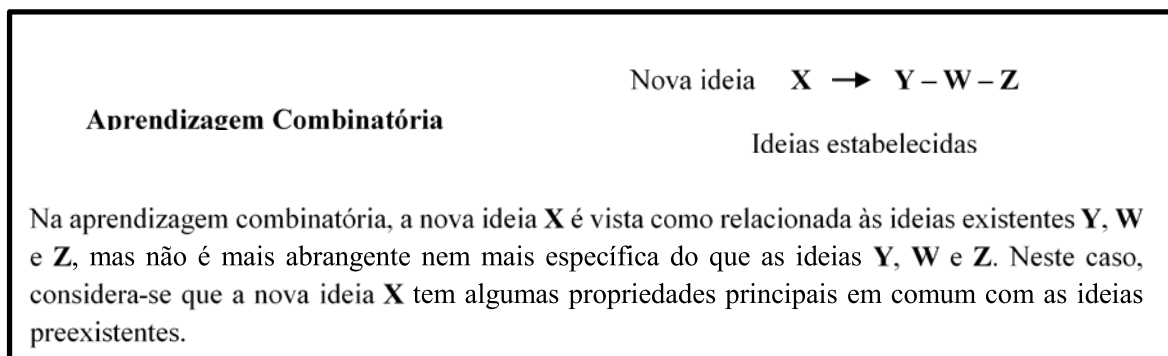 Nova ideia X → Y – W – Z
Aprendizagem Combinatória
Ideias estabelecidas
Na aprendizagem combinatória, a nova ideia X é vista como relacionada às ideias existentes Y, W
e Z, mas não é mais abrangente nem mais específica do que as ideias Y, W e Z. Neste caso,
considera-se que a nova ideia X tem algumas propriedades principais em comum com as ideias
preexistentes.